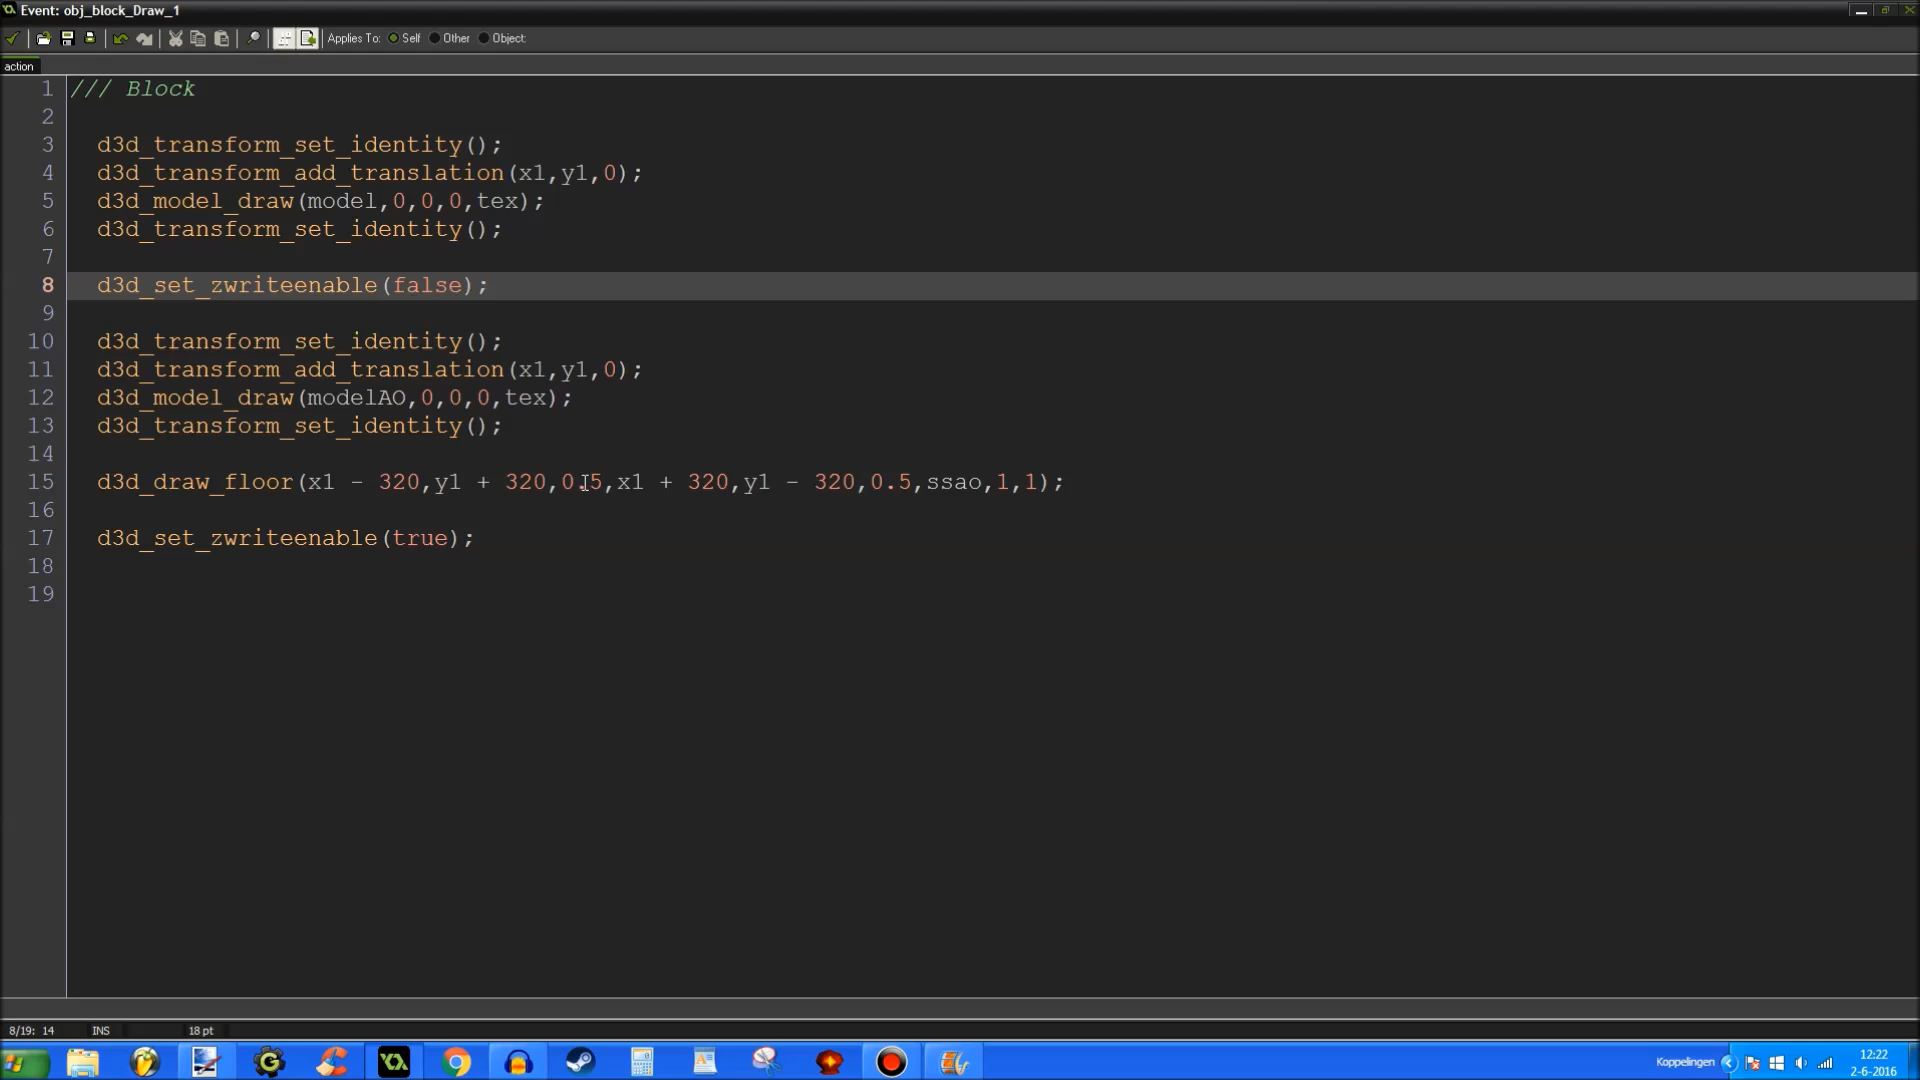 Event: obj_block_Draw_1
Applies To: Self Other Object:
action
1 /// Block
2
3 d3d_transform_set_identity();
4 d3d_transform_add_translation(x1,y1,0);
5 d3d_model_draw(model,0,0,0,tex);
6 d3d_transform_set_identity();
7
8 d3d_set_zwriteenable(false);
9
10 d3d_transform_set_identity();
11 d3d_transform_add_translation(x1,y1,0);
12 d3d_model_draw(modelAO,0,0,0,tex);
13 d3d_transform_set_identity();
14
15 d3d_draw_floor(x1 - 320,y1 + 320,0.5,x1 + 320,y1 - 320,0.5,ssao,1,1);
16
17 d3d_set_zwriteenable(true);
18
19
8/19: 14 INS 18 pt
Koppelingen 12:22
2-6-2016